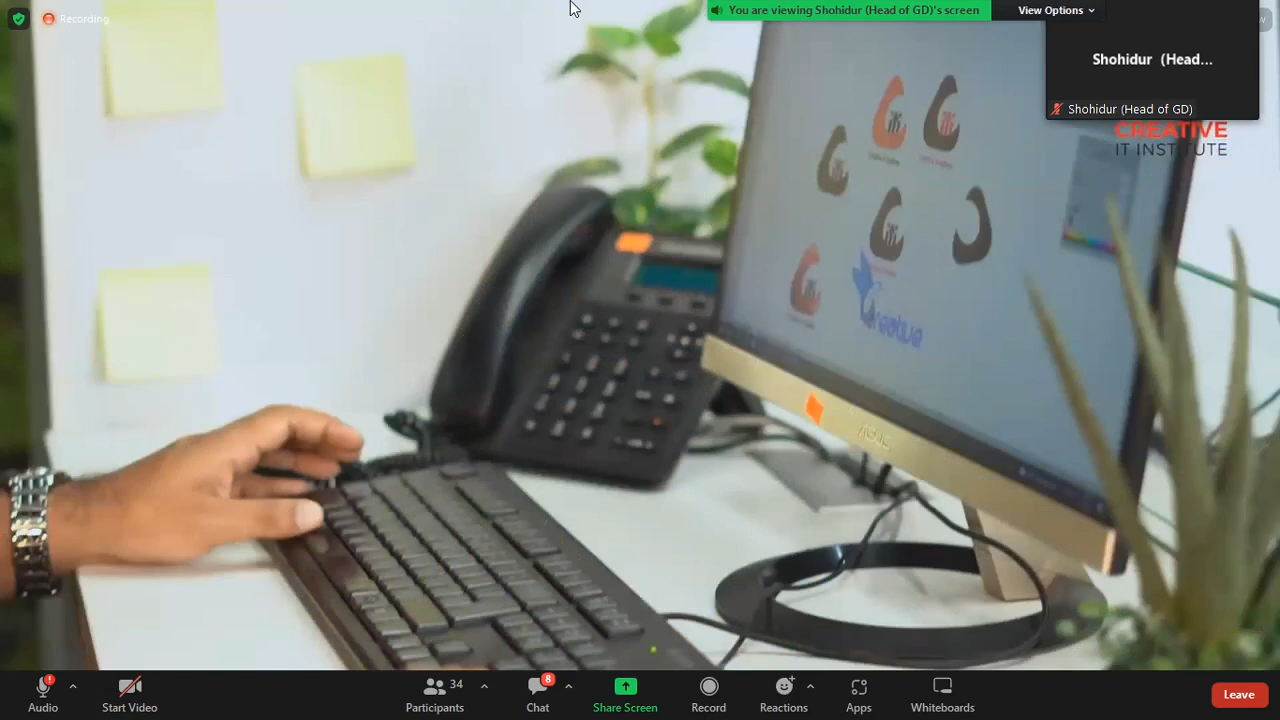 Recording
You are viewing Shohidur (Head of GD)'s screen
View Options
Shohidur (Head...
Shohidur (Head of GD)
CREATIVE
IT INSTITUTE
ASUS
Audio
Start Video
34
Participants
8
Chat
Share Screen
Record
Reactions
Apps
Whiteboards
Leave